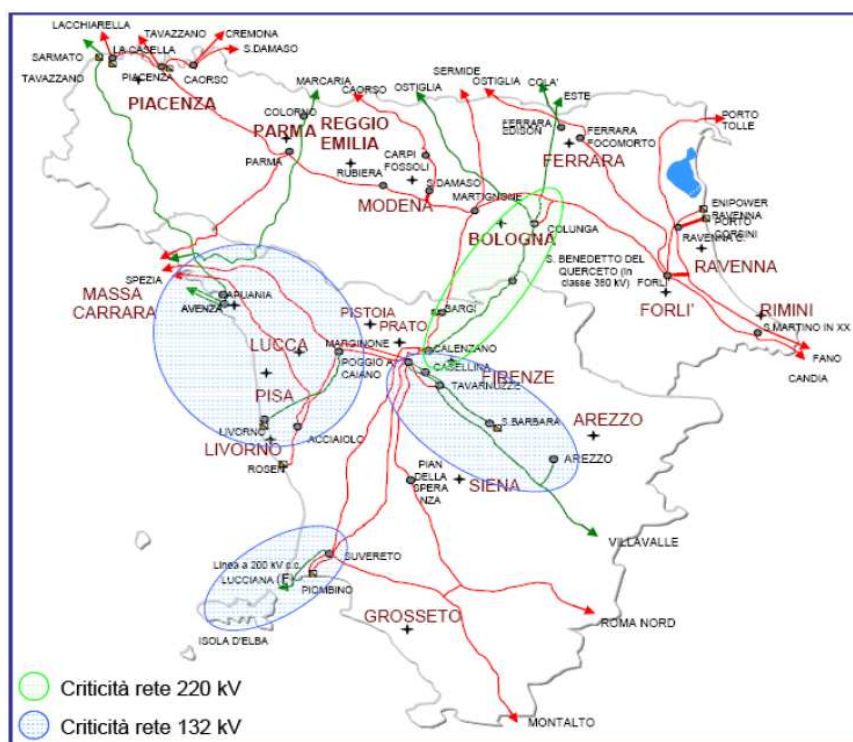 LACCHIARELLA
TAVAZZANO
CREMONA
S.DAMASO
SARMATO
LA CASELLA
TAVAZZANO
PIACENZA
CAORSO
PIACENZA
MARCARIA
CAORSO
OSTIGLIA
SERMIDE
OSTIGLIA
COLA'
ESTE
COLORNO
PARMA
REGGIO
EMILIA
PARMA
RUBIERA
CARPI
FOSSOLI
S.DAMASO
MODENA
MARTIGNONE
FERRARA
EDISON
FERRARA
FOCOMORTO
FERRARA
PORTO
TOLLE
ENIPOWER
RAVENNA
PORTO
CORSINI
RAVENNA C.
RAVENNA
BOLOGNA
COLUNGA
S. BENEDETTO DEL
QUERCETO (in
classe 380 kV)
FORLI'
FORLI'
RIMINI
S.MARTINO IN XX
FANO
CANDIA
SPEZIA
MASSA
CARRARA
APUANIA
AVENZA
BARGI
PISTOIA
PRATO
LUCCA
MARGINONE
CALENZANO
POGGIO A
CAIANO
CASELLINA
FIRENZE
TAVARNUZZE
PISA
LIVORNO
LIVORNO
ACCIAIOLO
ROSEN
S.BARBARA
AREZZO
AREZZO
PIAN
DELLA
SPERA
NZA
SIENA
VILLAVALLE
SUVERETO
Linea a 200 kV c.c.
LUCCIANA (F)
PIOMBINO
ISOLA D'ELBA
GROSSETO
ROMA NORD
MONTALTO
Criticità rete 220 kV
Criticità rete 132 kV